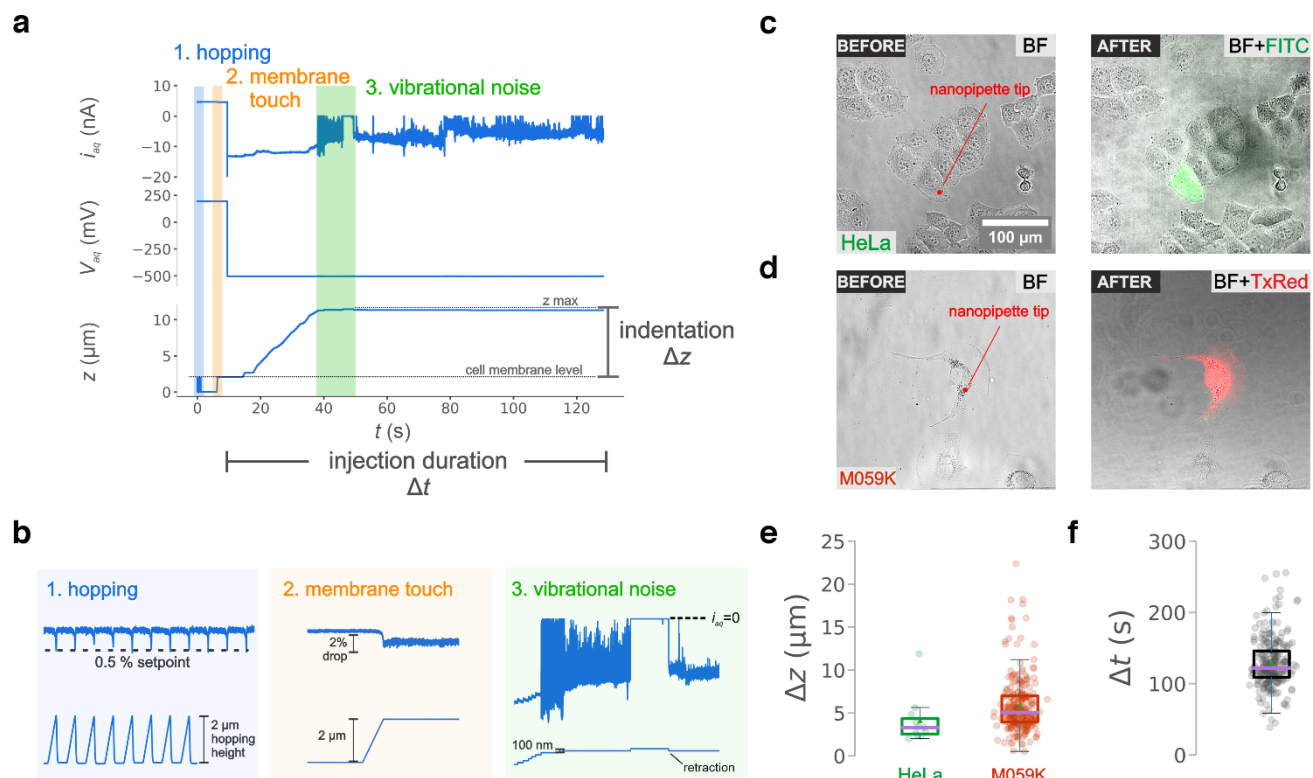 a
1. hopping
2. membrane
touch
3. vibrational noise
10
0
−10
−20
i_aq (nA)
250
0
−250
−500
V_aq (mV)
10
5
0
z (μm)
z max
cell membrane level
indentation
Δz
0
20
40
60
80
100
120
t (s)
injection duration
Δt
b
1. hopping
0.5 % setpoint
2 μm
hopping
height
2. membrane touch
2%
drop
2 μm
3. vibrational noise
i_aq=0
100 nm
retraction
c
BEFORE
BF
nanopipette tip
HeLa
100 μm
AFTER
BF+FITC
d
BEFORE
BF
nanopipette tip
M059K
AFTER
BF+TxRed
e
25
20
15
10
5
0
Δz (μm)
HeLa
M059K
f
300
200
100
0
Δt (s)